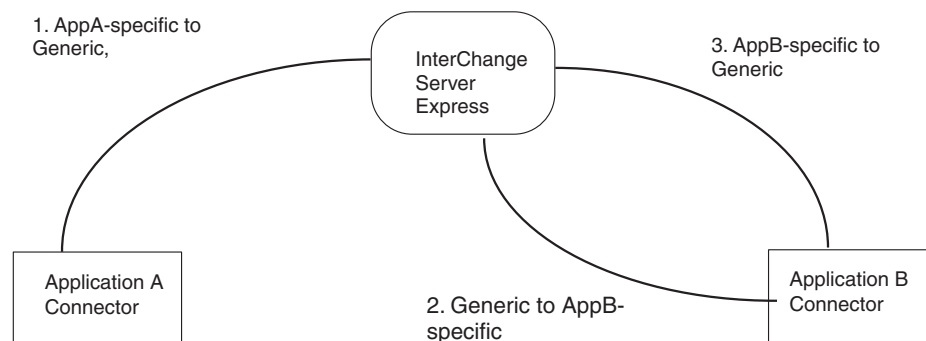 1. AppA-specific to
Generic,
InterChange
Server
Express
3. AppB-specific to
Generic
Application A
Connector
2. Generic to AppB-
specific
Application B
Connector